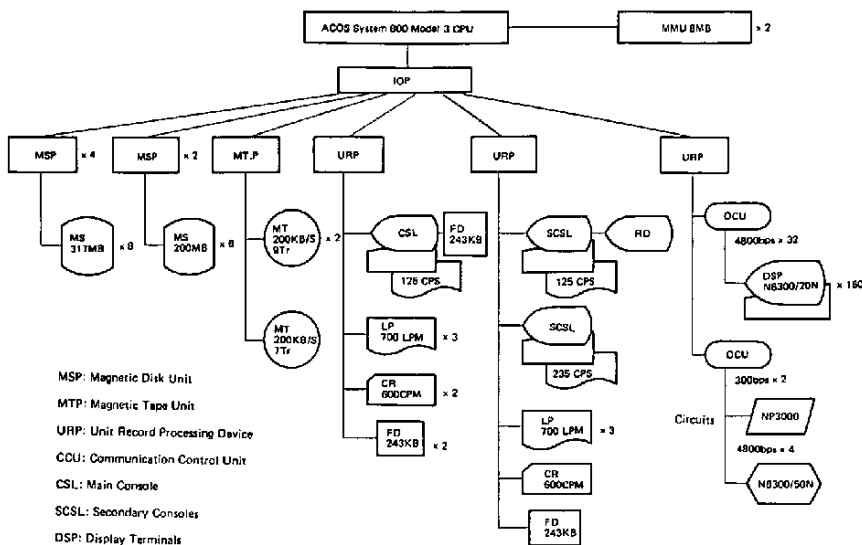 ACOS System 800 Model 3 CPU
MMU 8MB
x 2
IOP
MSP
x 4
MSP
x 2
MT.P
URP
URP
URP
MS
317MB
x 8
MS
200MB
x 6
MT
200KB/S
9Tr
x 2
CSL
FD
243KB
125 CPS
SCSL
RD
125 CPS
OCU
4800bps x 32
DSP
N6300/20N
x 160
MT
200KB/S
7Tr
LP
700 LPM
x 3
SCSL
235 CPS
OCU
300bps x 2
CR
600CPM
x 2
Circuits
NP3000
4800bps x 4
FD
243KB
x 2
LP
700 LPM
x 3
N6300/50N
CR
600CPM
FD
243KB
MSP: Magnetic Disk Unit
MTP: Magnetic Tape Unit
URP: Unit Record Processing Device
CCU: Communication Control Unit
CSL: Main Console
SCSL: Secondary Consoles
DSP: Display Terminals